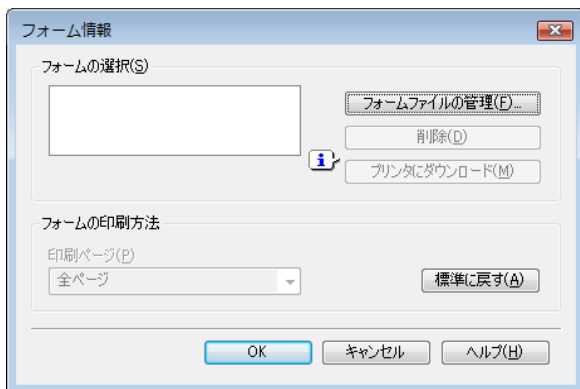 フォーム情報
フォームの選択(S)
フォームファイルの管理(F)...
削除(D)
プリンタにダウンロード(M)
フォームの印刷方法
印刷ページ(P)
全ページ
標準に戻す(A)
OK
キャンセル
ヘルプ(H)